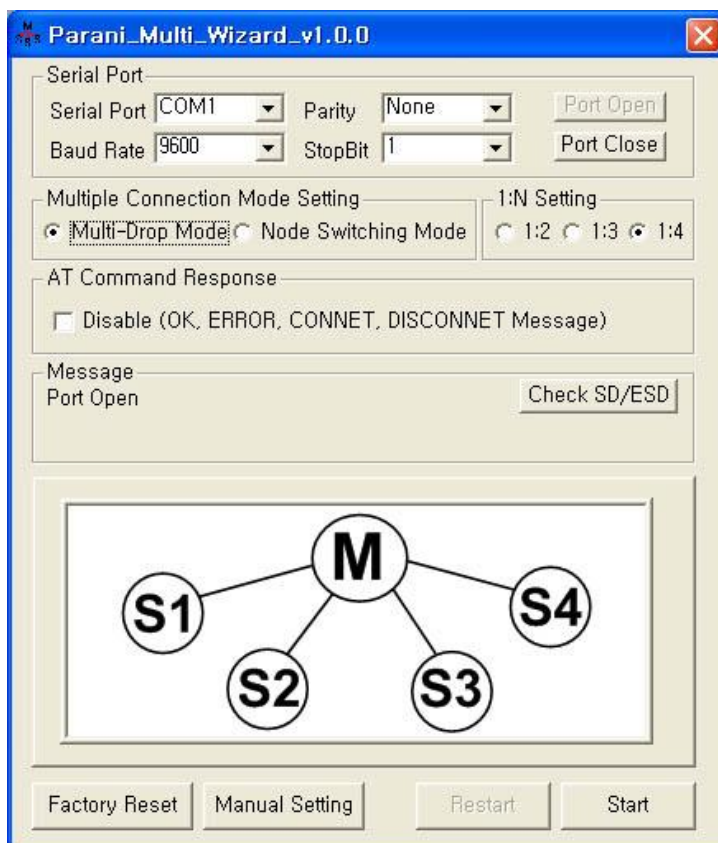 M
S S S
Parani_Multi_Wizard_v1.0.0
Serial Port
Serial Port COM1 Parity None Port Open
Baud Rate 9600 StopBit 1 Port Close
Multiple Connection Mode Setting 1:N Setting
Multi-Drop Mode Node Switching Mode 1:2 1:3 1:4
AT Command Response
Disable (OK, ERROR, CONNET, DISCONNET Message)
Message
Port Open Check SD/ESD
M
S1 S4
S2 S3
Factory Reset Manual Setting Restart Start